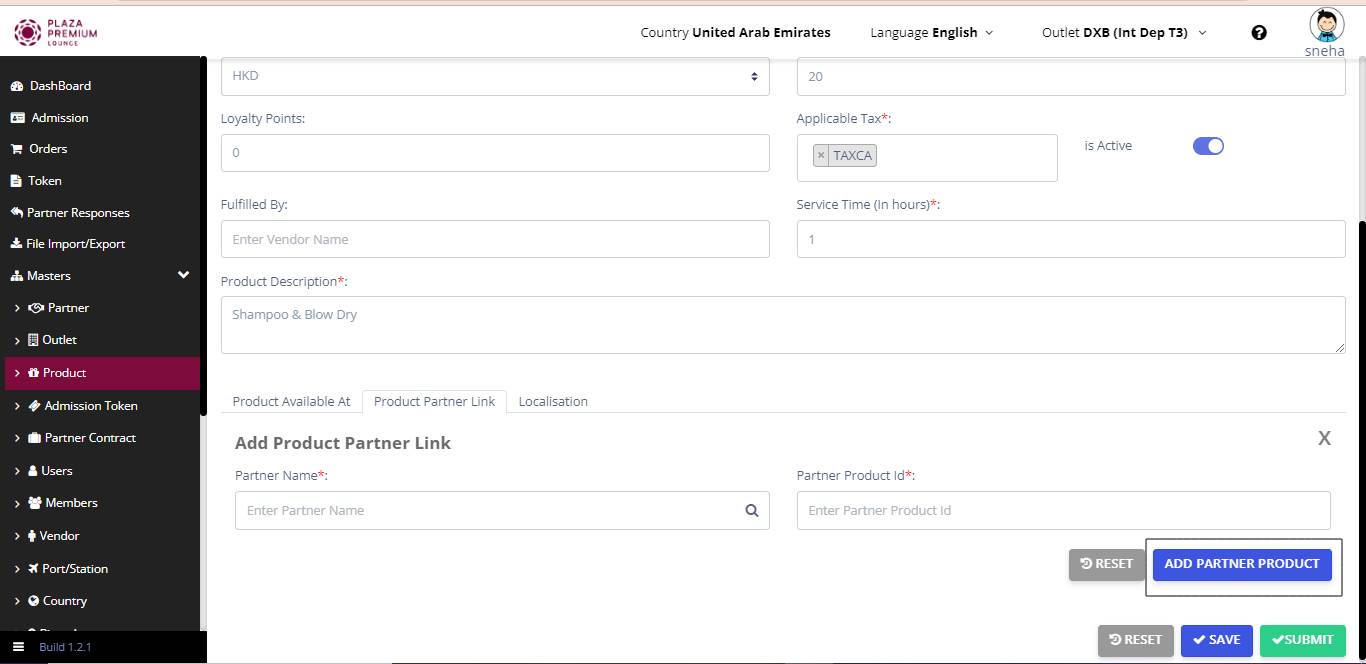 PLAZA
PREMIUM
LOUNGE
Country United Arab Emirates
Language English
Outlet DXB (Int Dep T3)
sneha
DashBoard
Admission
Orders
Token
Partner Responses
File Import/Export
Masters
Partner
Outlet
Product
Admission Token
Partner Contract
Users
Members
Vendor
Port/Station
Country
Build 1.2.1
HKD
20
Loyalty Points:
0
Applicable Tax*:
× TAXCA
is Active
Fulfilled By:
Enter Vendor Name
Service Time (In hours)*:
1
Product Description*:
Shampoo & Blow Dry
Product Available At
Product Partner Link
Localisation
Add Product Partner Link
X
Partner Name*:
Enter Partner Name
Partner Product Id*:
Enter Partner Product Id
RESET
ADD PARTNER PRODUCT
RESET
SAVE
SUBMIT